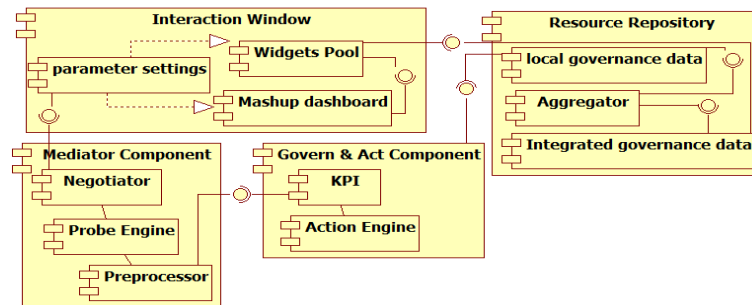 Interaction Window
Widgets Pool
parameter settings
Mashup dashboard
Resource Repository
local governance data
Aggregator
Integrated governance data
Mediator Component
Negotiator
Probe Engine
Preprocessor
Govern & Act Component
KPI
Action Engine